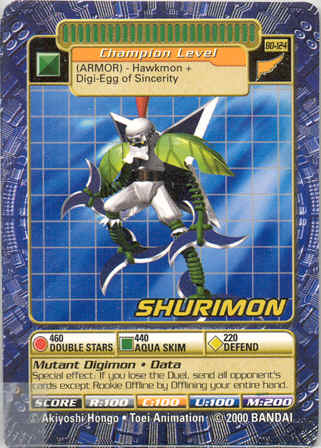 Champion Level
BO-124
(ARMOR) - Hawkmon +
Digi-Egg of Sincerity
SHURIMON
460
DOUBLE STARS
440
AQUA SKIM
220
DEFEND
Mutant Digimon • Data
Special effect: If you lose the Duel, send all opponent's
cards except Rookie Offline by Offlining your entire hand.
SCORE R:100 C:100 U:100 M:200
Akiyoshi Hongo • Toei Animation © 2000 BANDAI